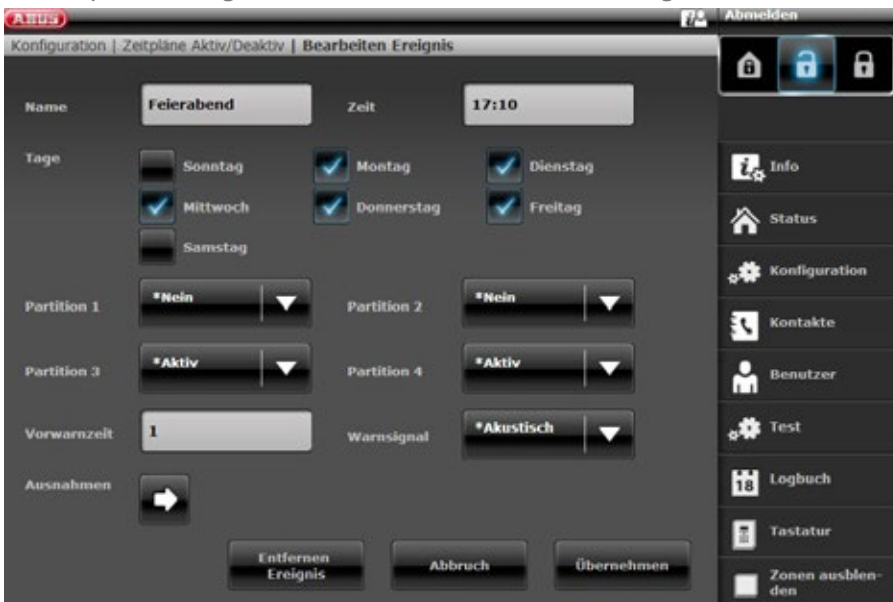 ABUS
Abmelden
Konfiguration | Zeitpläne Aktiv/Deaktiv | Bearbeiten Ereignis
Name
Feierabend
Zeit
17:10
Tage
Sonntag
Montag
Dienstag
Mittwoch
Donnerstag
Freitag
Samstag
Partition 1
*Nein
Partition 2
*Nein
Partition 3
*Aktiv
Partition 4
*Aktiv
Vorwarnzeit
1
Warnsignal
*Akustisch
Ausnahmen
Entfernen
Ereignis
Abbruch
Übernehmen
Info
Status
Konfiguration
Kontakte
Benutzer
Test
18
Logbuch
Tastatur
Zonen ausblen-
den